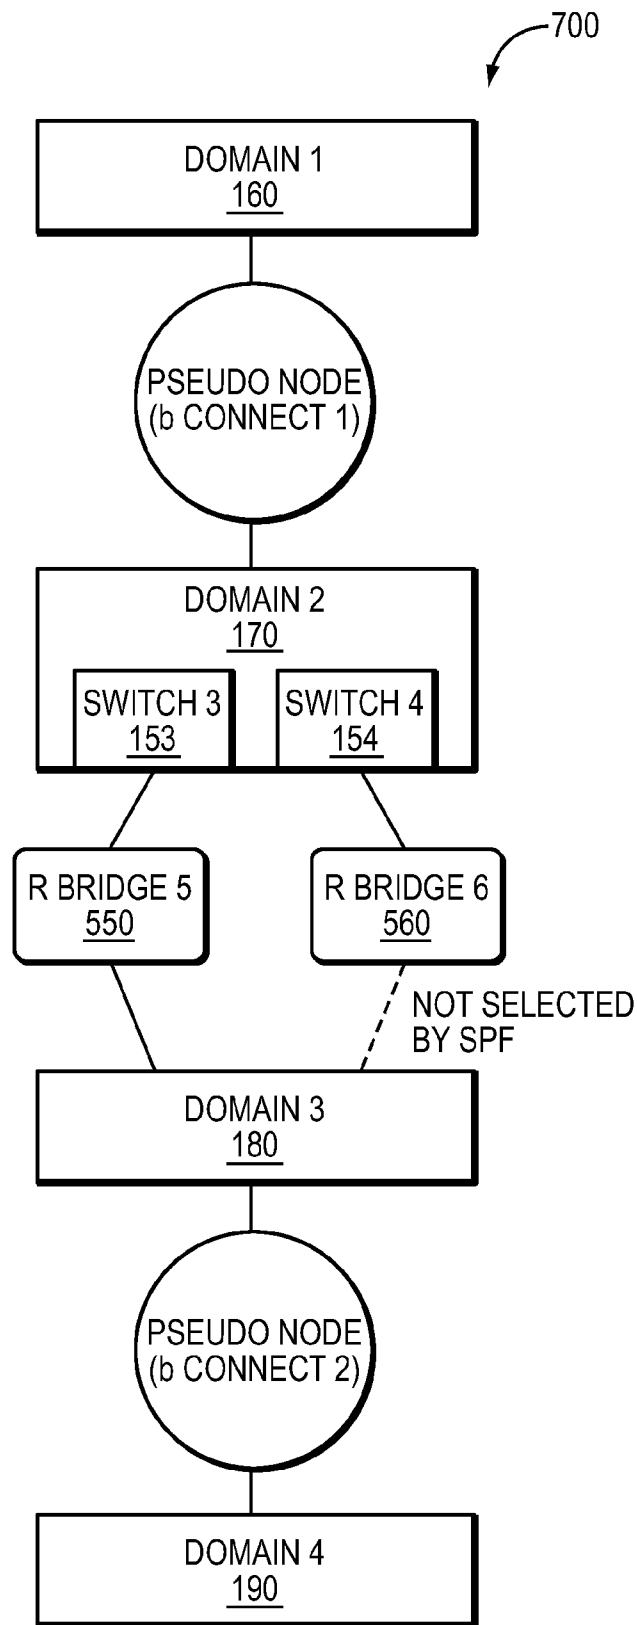 700
DOMAIN 1
160
PSEUDO NODE
(b CONNECT 1)
DOMAIN 2
170
SWITCH 3
153
SWITCH 4
154
R BRIDGE 5
550
R BRIDGE 6
560
NOT SELECTED
BY SPF
DOMAIN 3
180
PSEUDO NODE
(b CONNECT 2)
DOMAIN 4
190